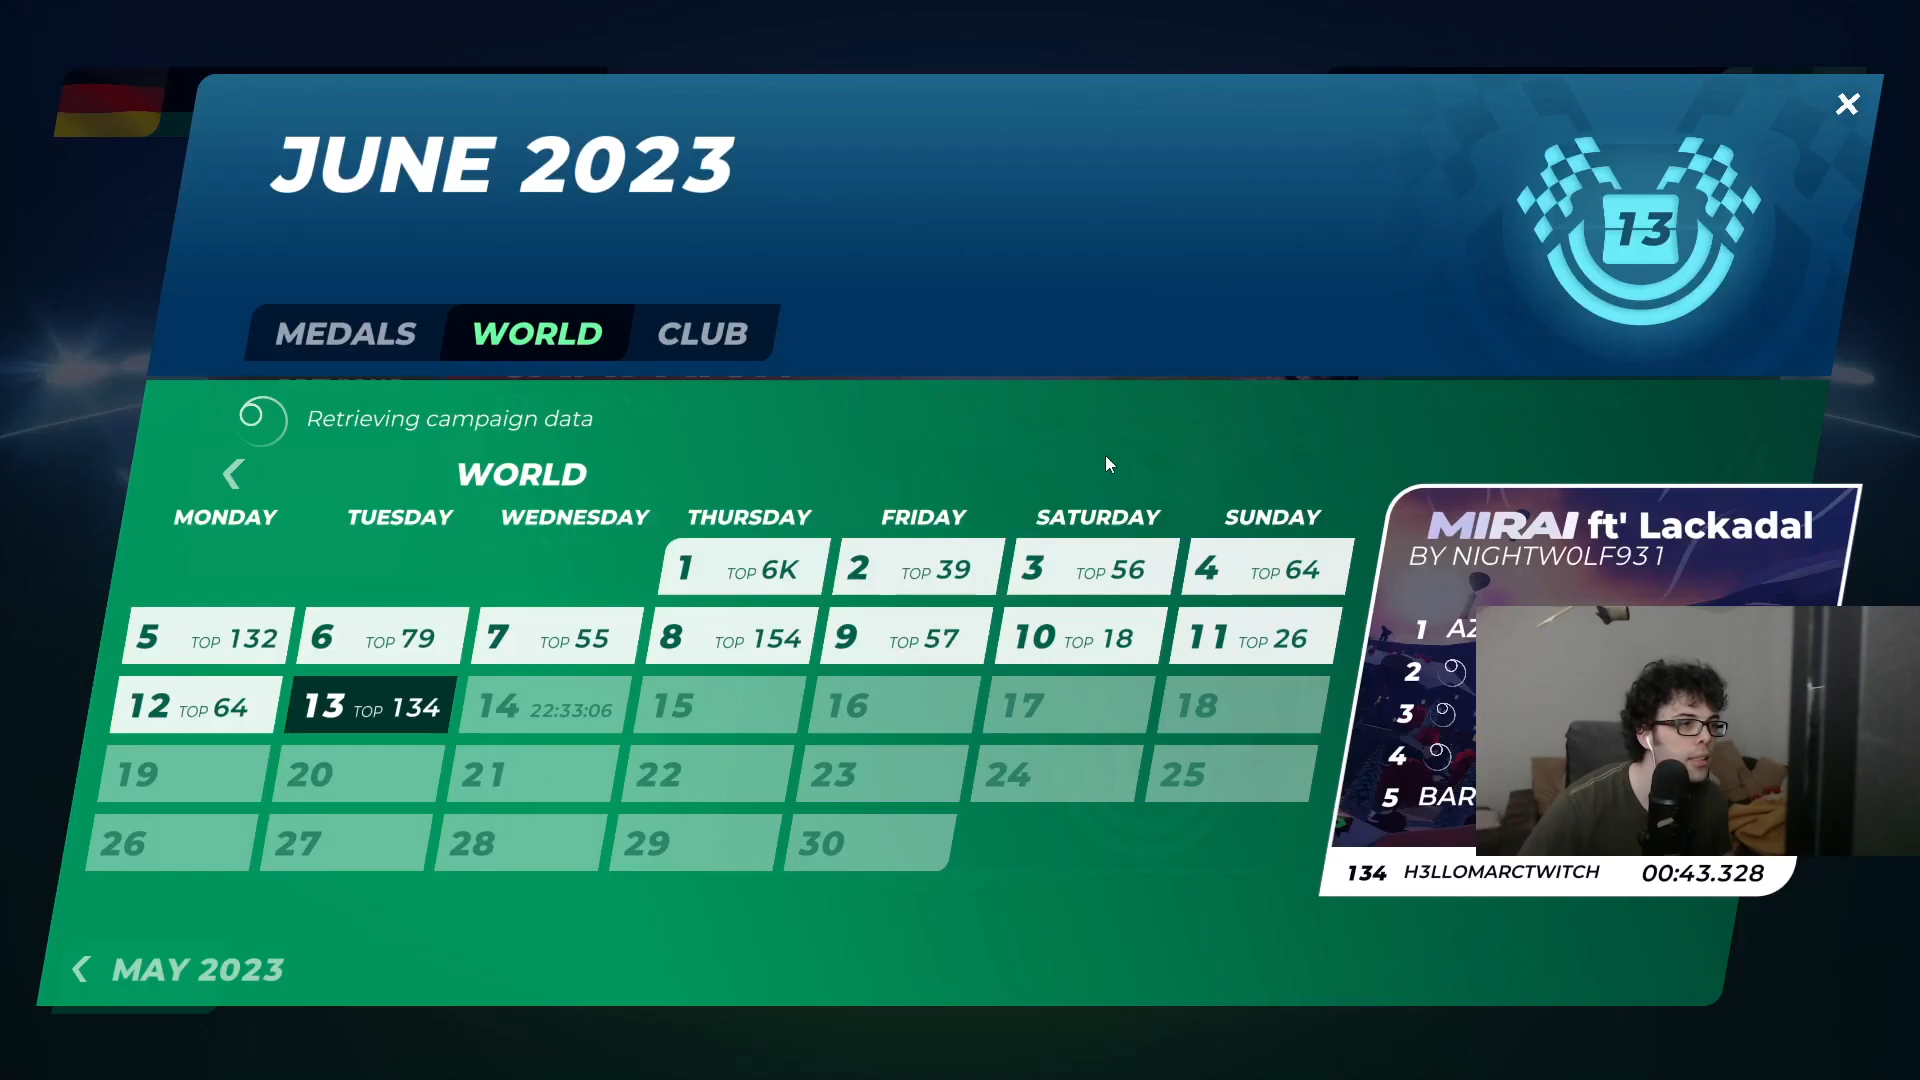 JUNE 2023
13
MEDALS WORLD CLUB
Retrieving campaign data
WORLD
MONDAY TUESDAY WEDNESDAY THURSDAY FRIDAY SATURDAY SUNDAY
1 TOP 6K 2 TOP 39 3 TOP 56 4 TOP 64
5 TOP 132 6 TOP 79 7 TOP 55 8 TOP 154 9 TOP 57 10 TOP 18 11 TOP 26
12 TOP 64 13 TOP 134 14 22:33:06 15 16 17 18
19 20 21 22 23 24 25
26 27 28 29 30
MAY 2023
MIRAI ft' Lackadal
BY NIGHTW0LF931
1 AZ
2
3
4
5 BAR
134 H3LLOMARCTWITCH 00:43.328